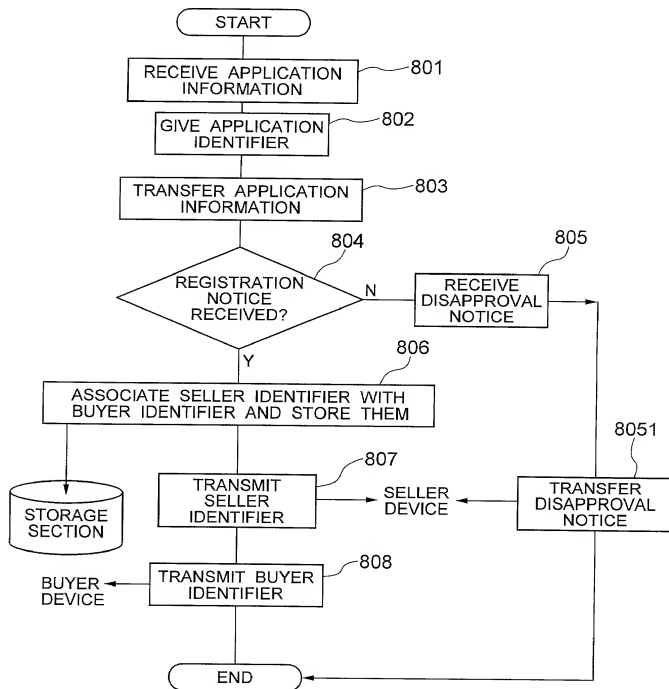 START
801
RECEIVE APPLICATION
INFORMATION
802
GIVE APPLICATION
IDENTIFIER
803
TRANSFER APPLICATION
INFORMATION
804
REGISTRATION
NOTICE
RECEIVED?
N
Y
805
RECEIVE
DISAPPROVAL
NOTICE
806
ASSOCIATE SELLER IDENTIFIER WITH
BUYER IDENTIFIER AND STORE THEM
STORAGE
SECTION
807
TRANSMIT
SELLER
IDENTIFIER
SELLER
DEVICE
8051
TRANSFER
DISAPPROVAL
NOTICE
808
TRANSMIT BUYER
IDENTIFIER
BUYER
DEVICE
END